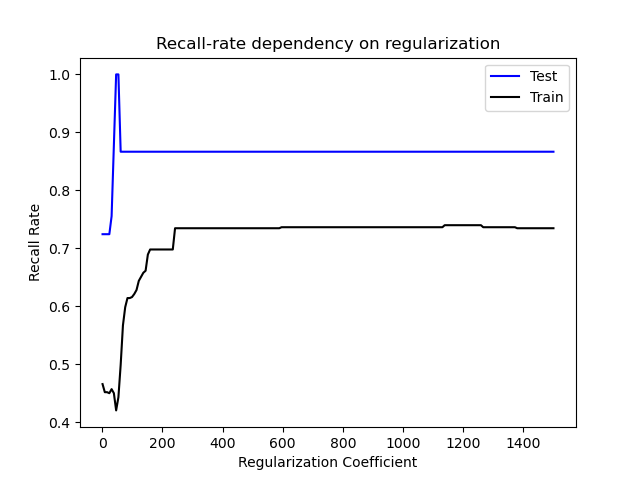 Recall-rate dependency on regularization
Test
Train
Recall Rate
1.0
0.9
0.8
0.7
0.6
0.5
0.4
0 200 400 600 800 1000 1200 1400
Regularization Coefficient